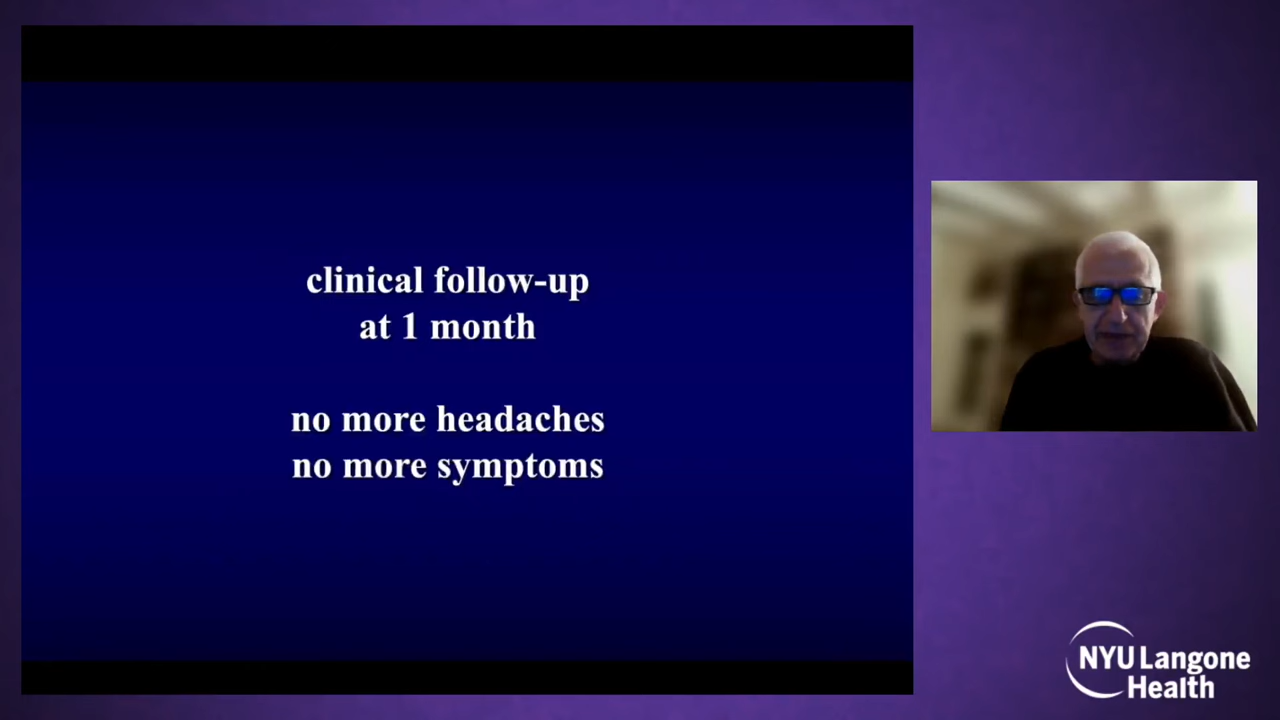 clinical follow-up
at 1 month
no more headaches
no more symptoms
NYU Langone
Health